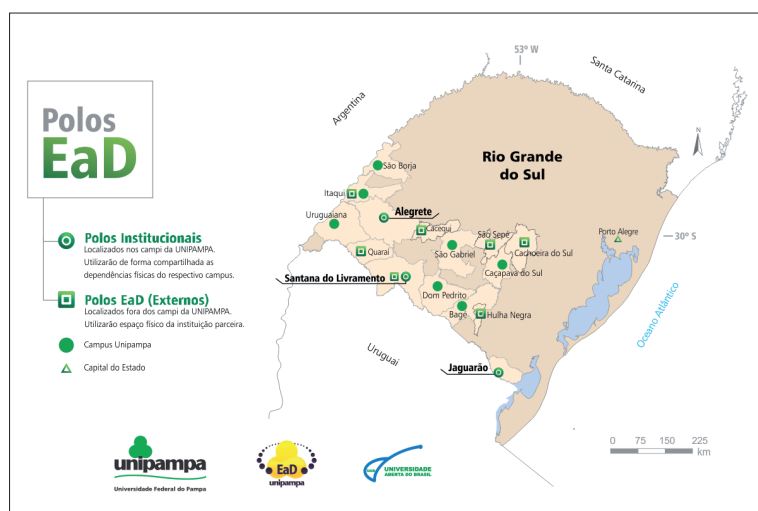 Polos
EaD
Polos Institucionais
Localizados nos campi da UNIPAMPA.
Utilizarão de forma compartilhada as
dependências físicas do respectivo campus.
Polos EaD (Externos)
Localizados fora dos campi da UNIPAMPA.
Utilizarão espaço físico da instituição parceira.
Campus Unipampa
Capital do Estado
53º W
Santa Catarina
Argentina
N
Rio Grande
do Sul
São Borja
Itaqui
Uruguaiana
Alegrete
Cacequi
São Sepé
Porto Alegre
30º S
Quaraí
São Gabriel
Cachoeira do Sul
Santana do Livramento
Caçapava do Sul
Dom Pedrito
Bagé
Hulha Negra
Uruguai
Jaguarão
Oceano Atlântico
0 75 150 225
km
unipampa
Universidade Federal do Pampa
EaD
unipampa
UAB
UNIVERSIDADE
ABERTA DO BRASIL